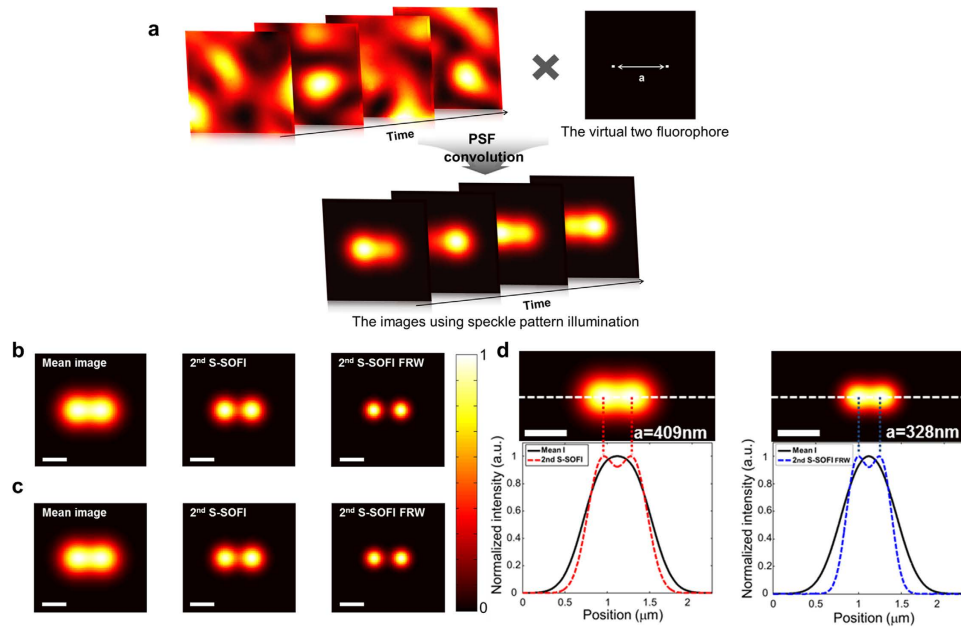 a
a
The virtual two fluorophore
Time
PSF
convolution
Time
The images using speckle pattern illumination
b
Mean image
2nd S-SOFI
2nd S-SOFI FRW
1
0
c
Mean image
2nd S-SOFI
2nd S-SOFI FRW
d
a=409nm
Mean I
2nd S-SOFI
Normalized intensity (a.u.)
1
0.8
0.6
0.4
0.2
0
0
0.5
1
1.5
2
Position (μm)
a=328nm
Mean I
2nd S-SOFI FRW
Normalized intensity (a.u.)
1
0.8
0.6
0.4
0.2
0
0
0.5
1
1.5
2
Position (μm)